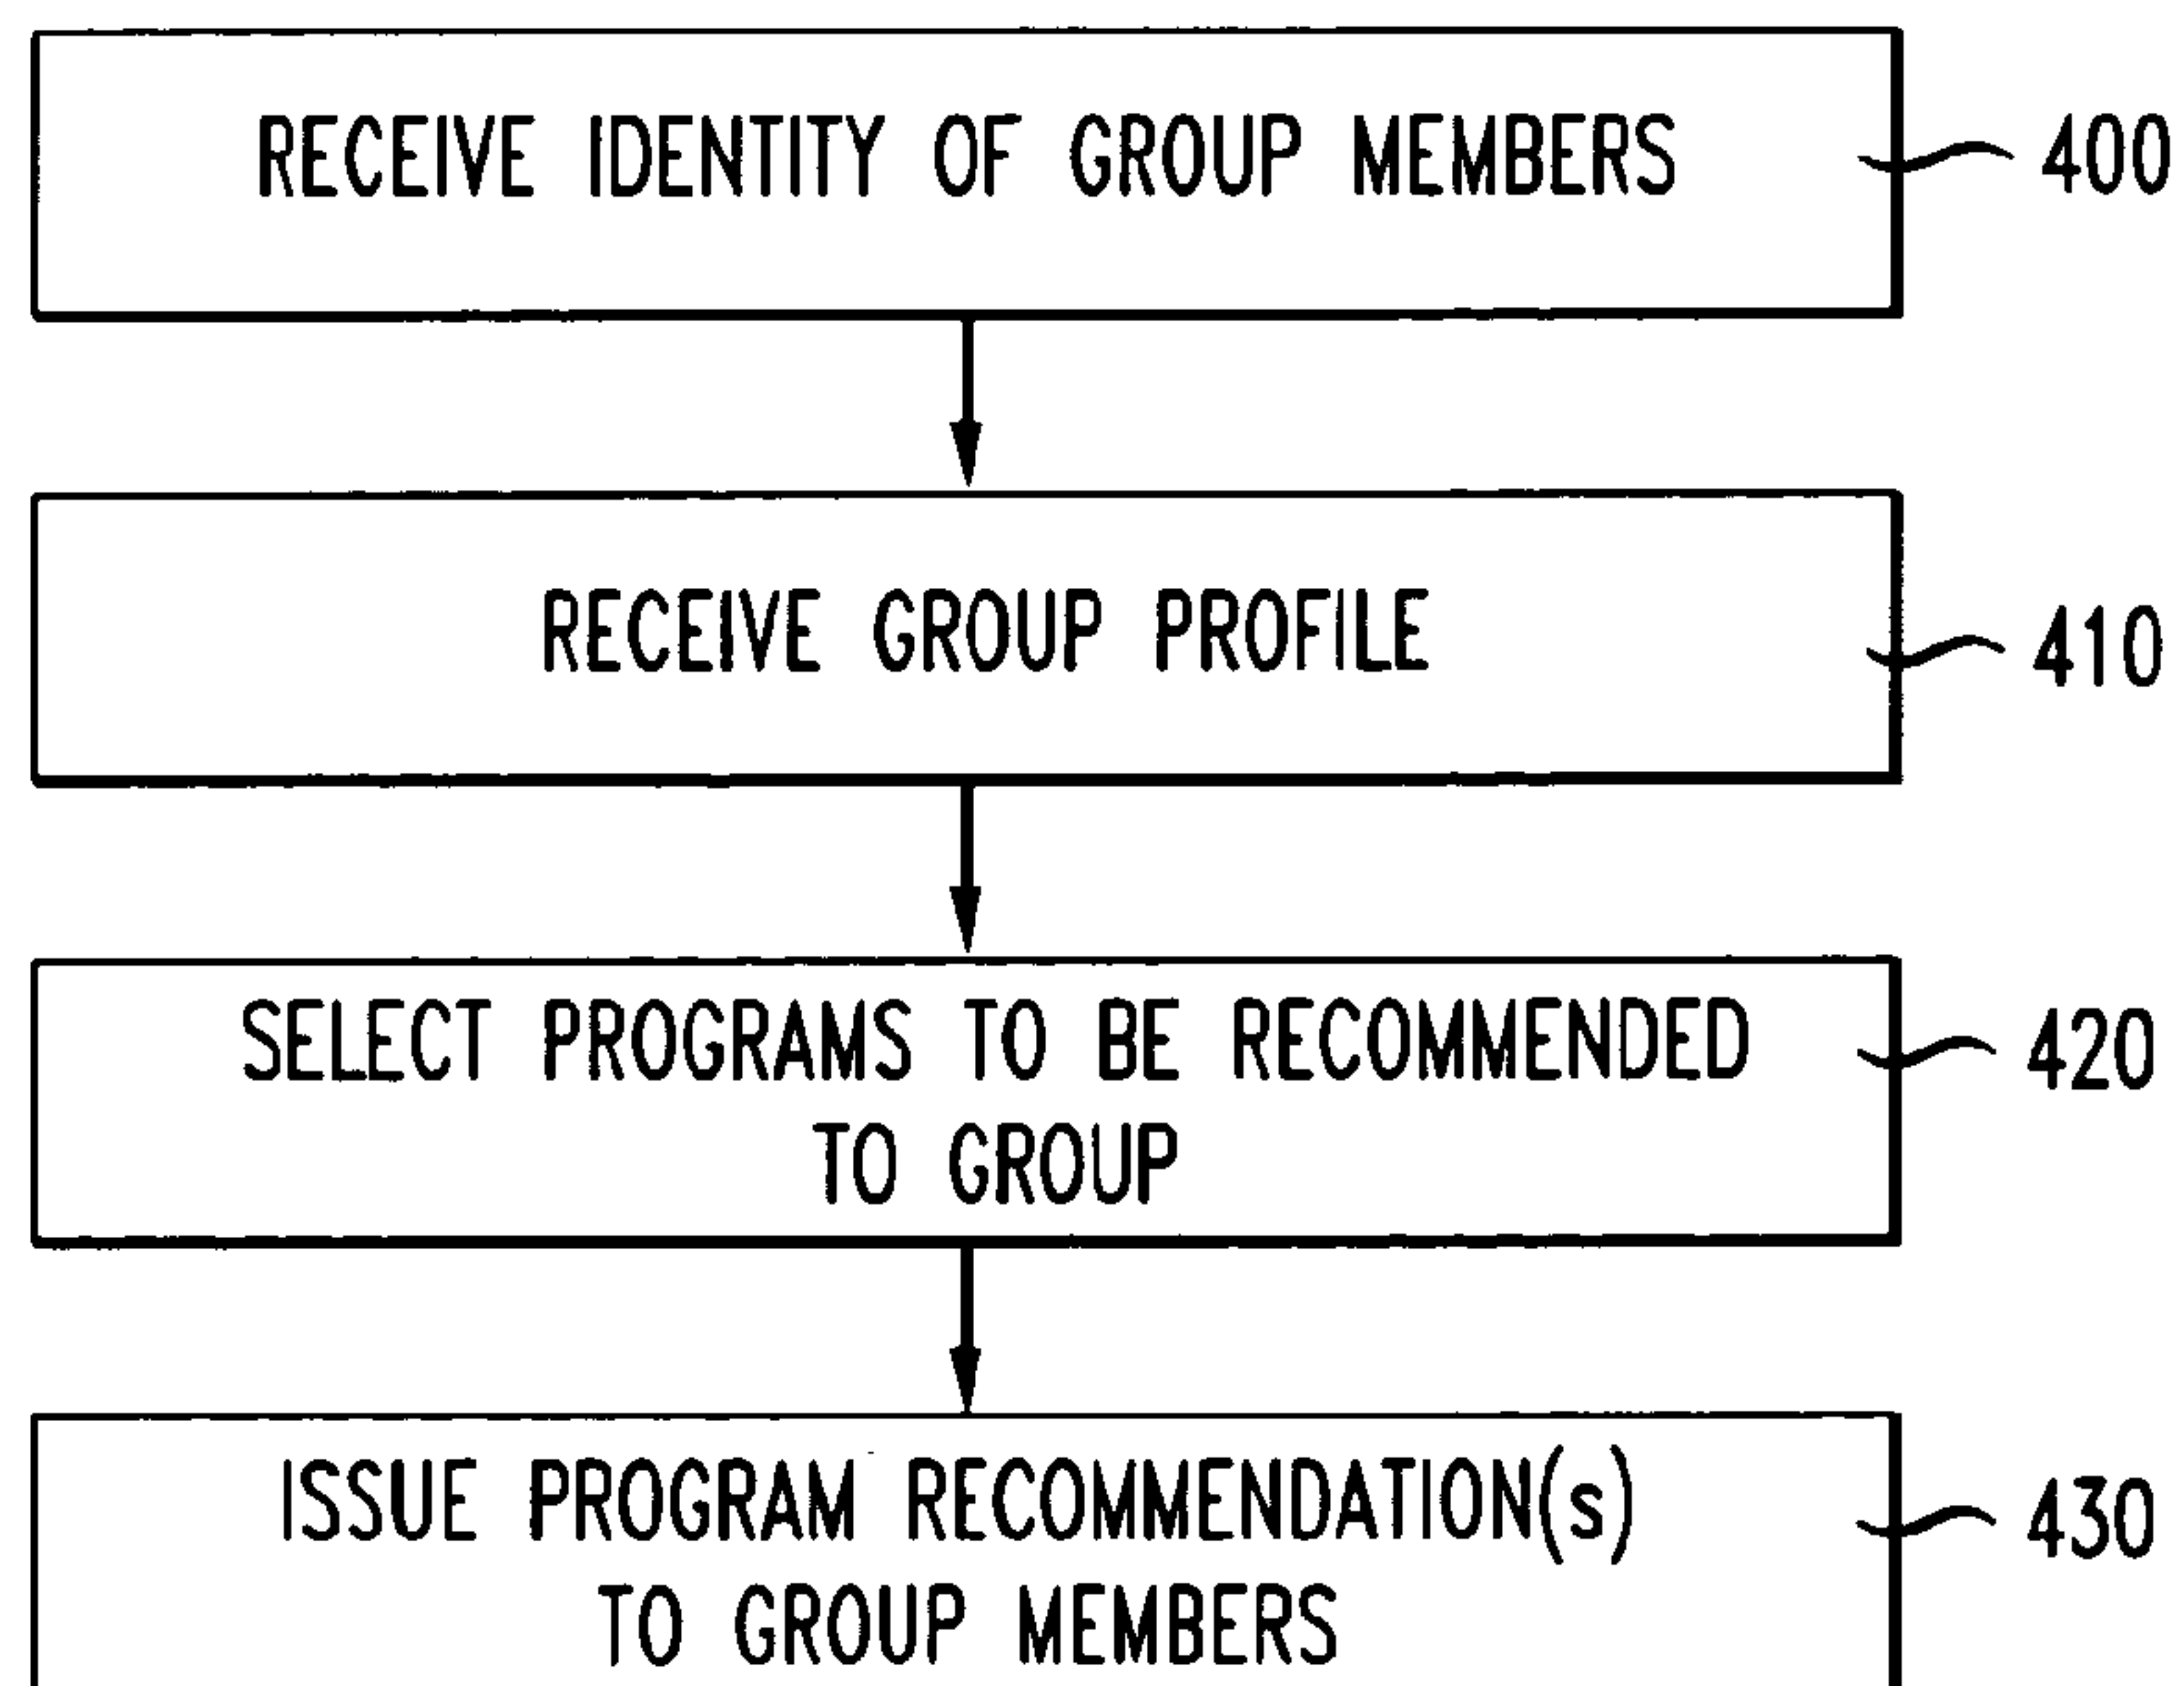 RECEIVE IDENTITY OF GROUP MEMBERS
400
RECEIVE GROUP PROFILE
410
SELECT PROGRAMS TO BE RECOMMENDED
TO GROUP
420
ISSUE PROGRAM RECOMMENDATION(s)
TO GROUP MEMBERS
430